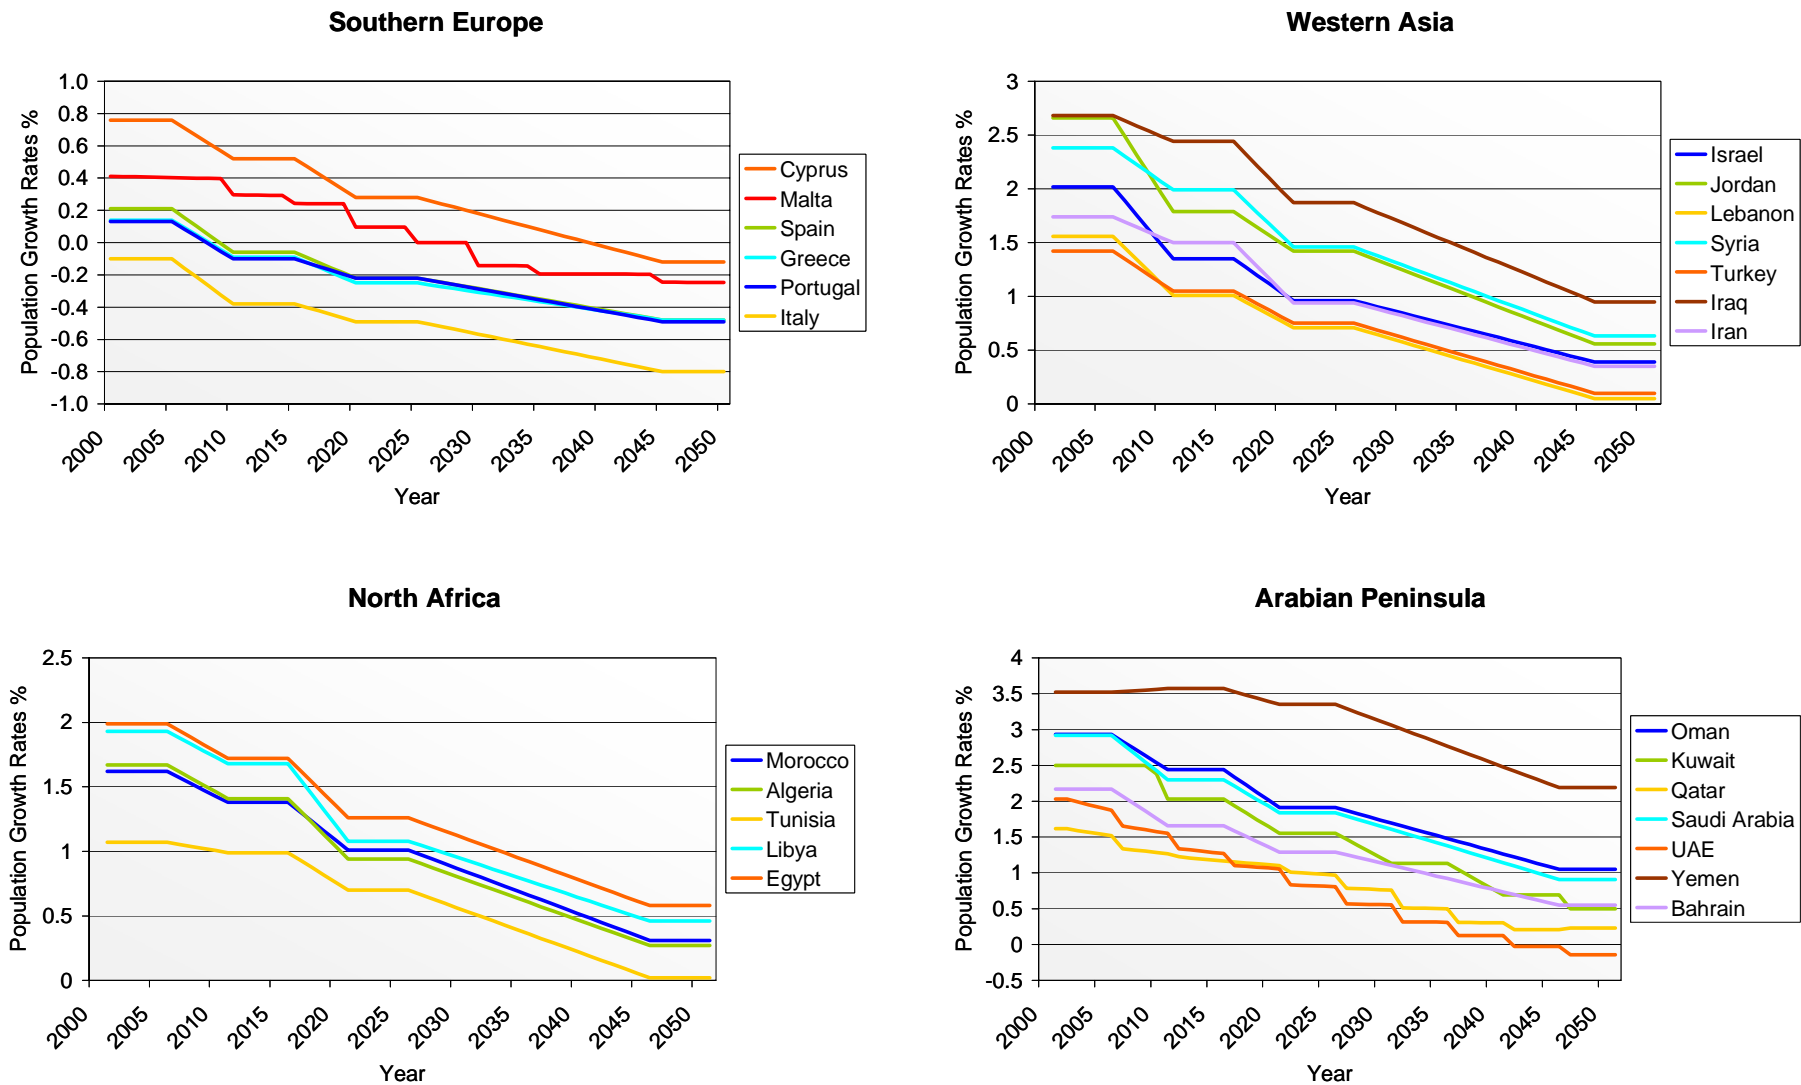 Southern Europe
Population Growth Rates %
1.0
0.8
0.6
0.4
0.2
0.0
-0.2
-0.4
-0.6
-0.8
-1.0
2000 2005 2010 2015 2020 2025 2030 2035 2040 2045 2050
Year
Cyprus
Malta
Spain
Greece
Portugal
Italy
Western Asia
Population Growth Rates %
3
2.5
2
1.5
1
0.5
0
2000 2005 2010 2015 2020 2025 2030 2035 2040 2045 2050
Year
Israel
Jordan
Lebanon
Syria
Turkey
Iraq
Iran
North Africa
Population Growth Rates %
2.5
2
1.5
1
0.5
0
2000 2005 2010 2015 2020 2025 2030 2035 2040 2045 2050
Year
Morocco
Algeria
Tunisia
Libya
Egypt
Arabian Peninsula
Population Growth Rates %
4
3.5
3
2.5
2
1.5
1
0.5
0
-0.5
2000 2005 2010 2015 2020 2025 2030 2035 2040 2045 2050
Year
Oman
Kuwait
Qatar
Saudi Arabia
UAE
Yemen
Bahrain